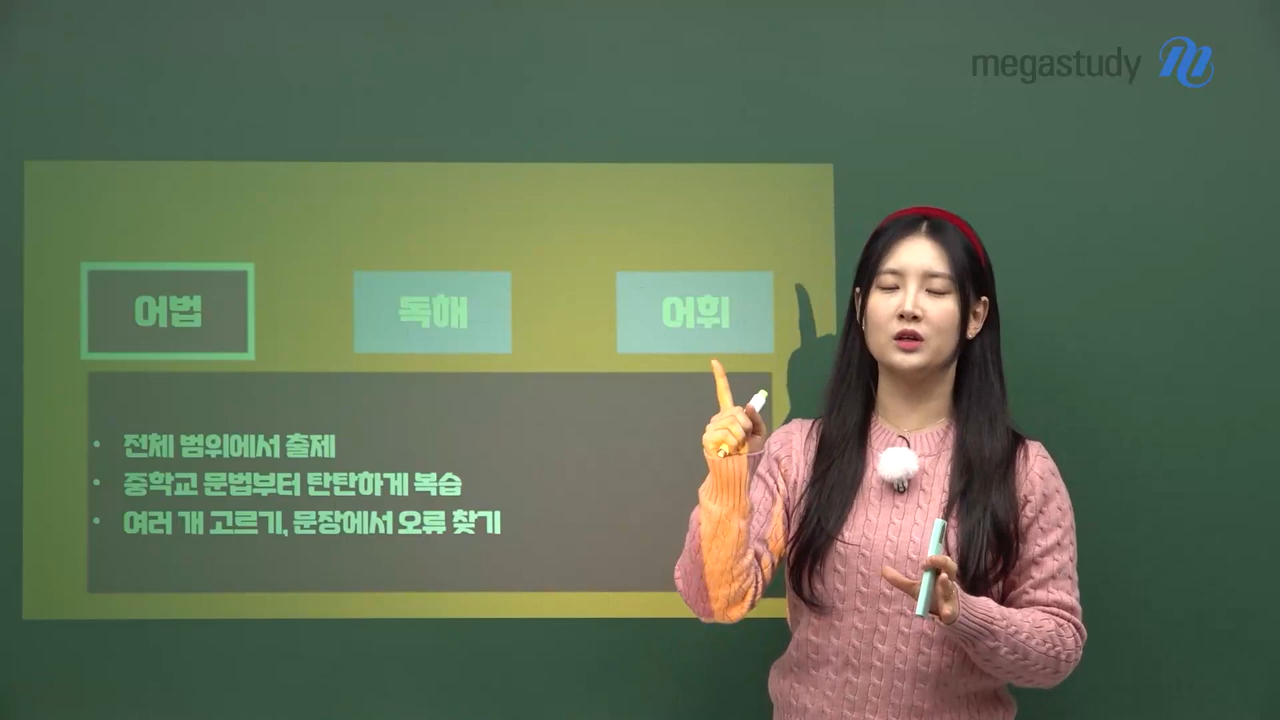 megastudy
어법
독해
어휘
• 전체 범위에서 출제
• 중학교 문법부터 탄탄하게 복습
• 여러 개 고르기, 문장에서 오류 찾기